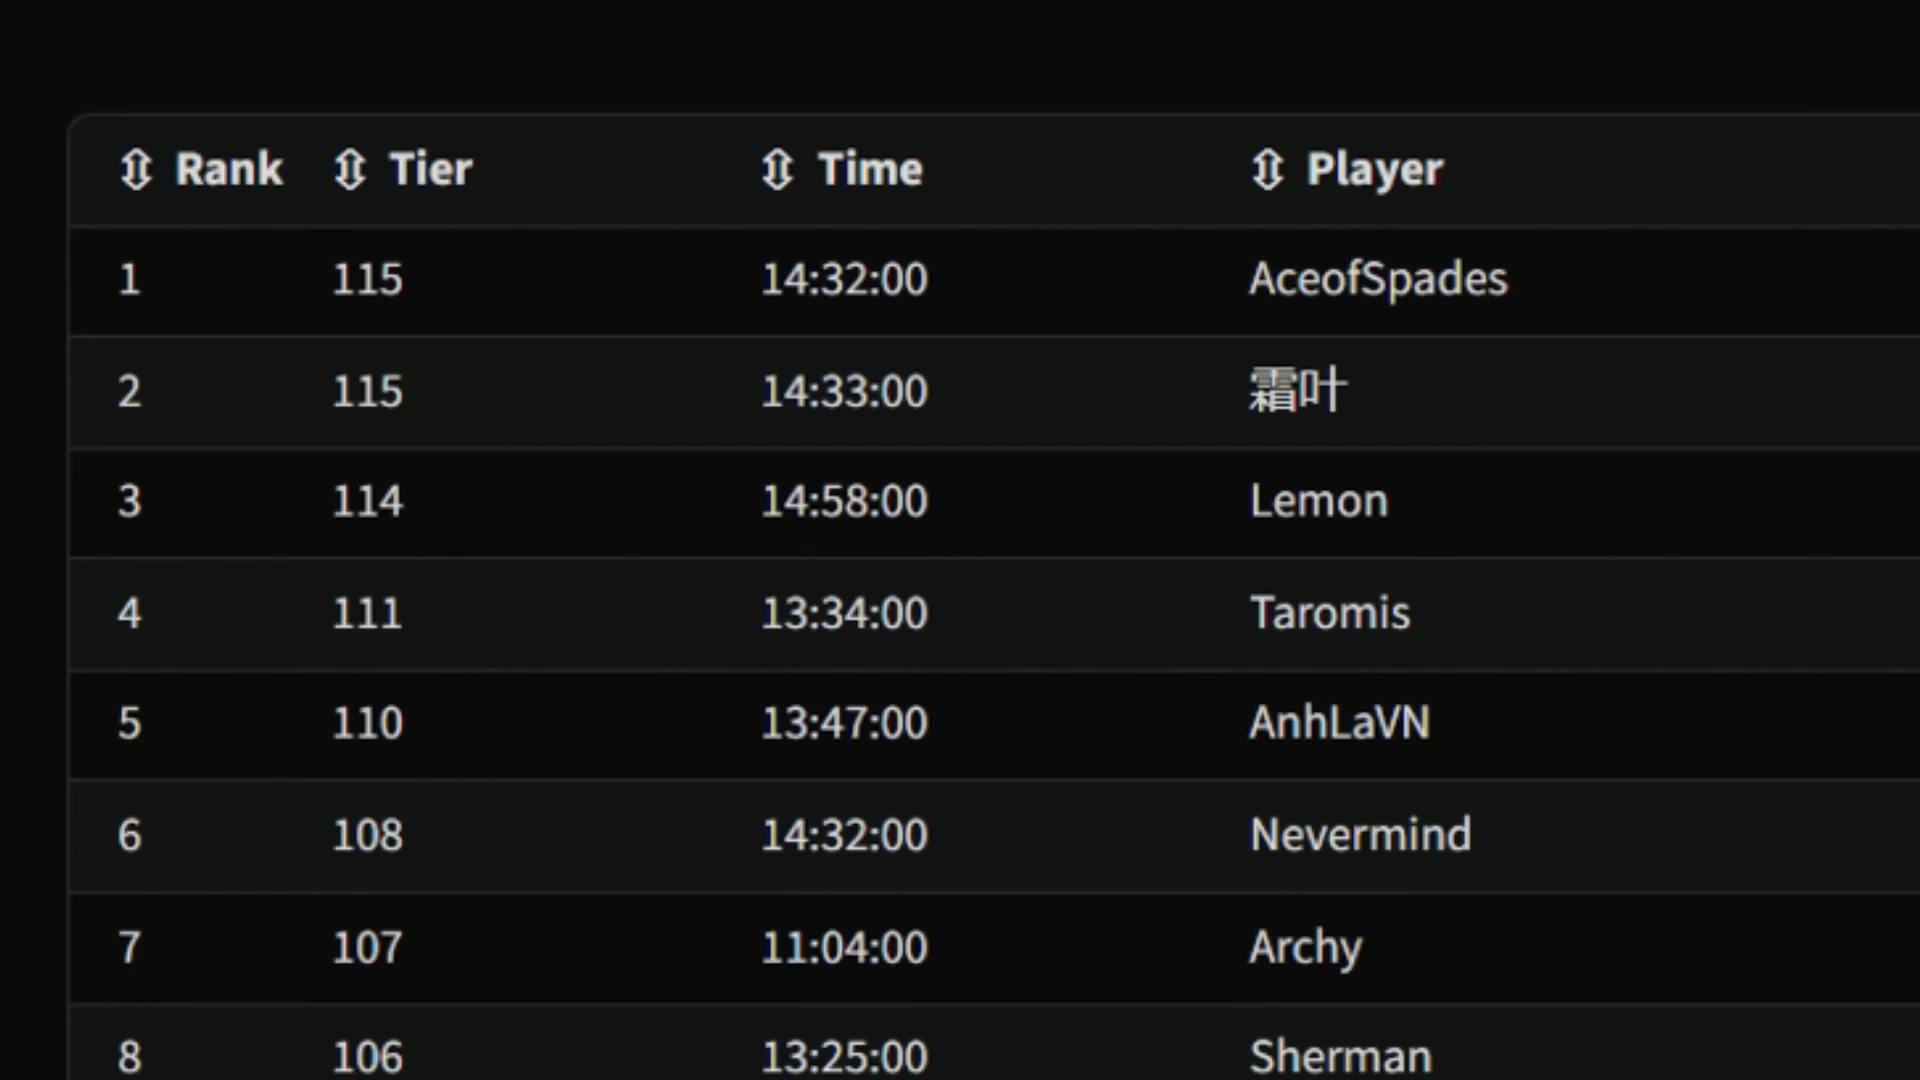 ⇳ Rank ⇳ Tier ⇳ Time ⇳ Player
1 115 14:32:00 AceofSpades
2 115 14:33:00 霜叶
3 114 14:58:00 Lemon
4 111 13:34:00 Taromis
5 110 13:47:00 AnhLaVN
6 108 14:32:00 Nevermind
7 107 11:04:00 Archy
8 106 13:25:00 Sherman